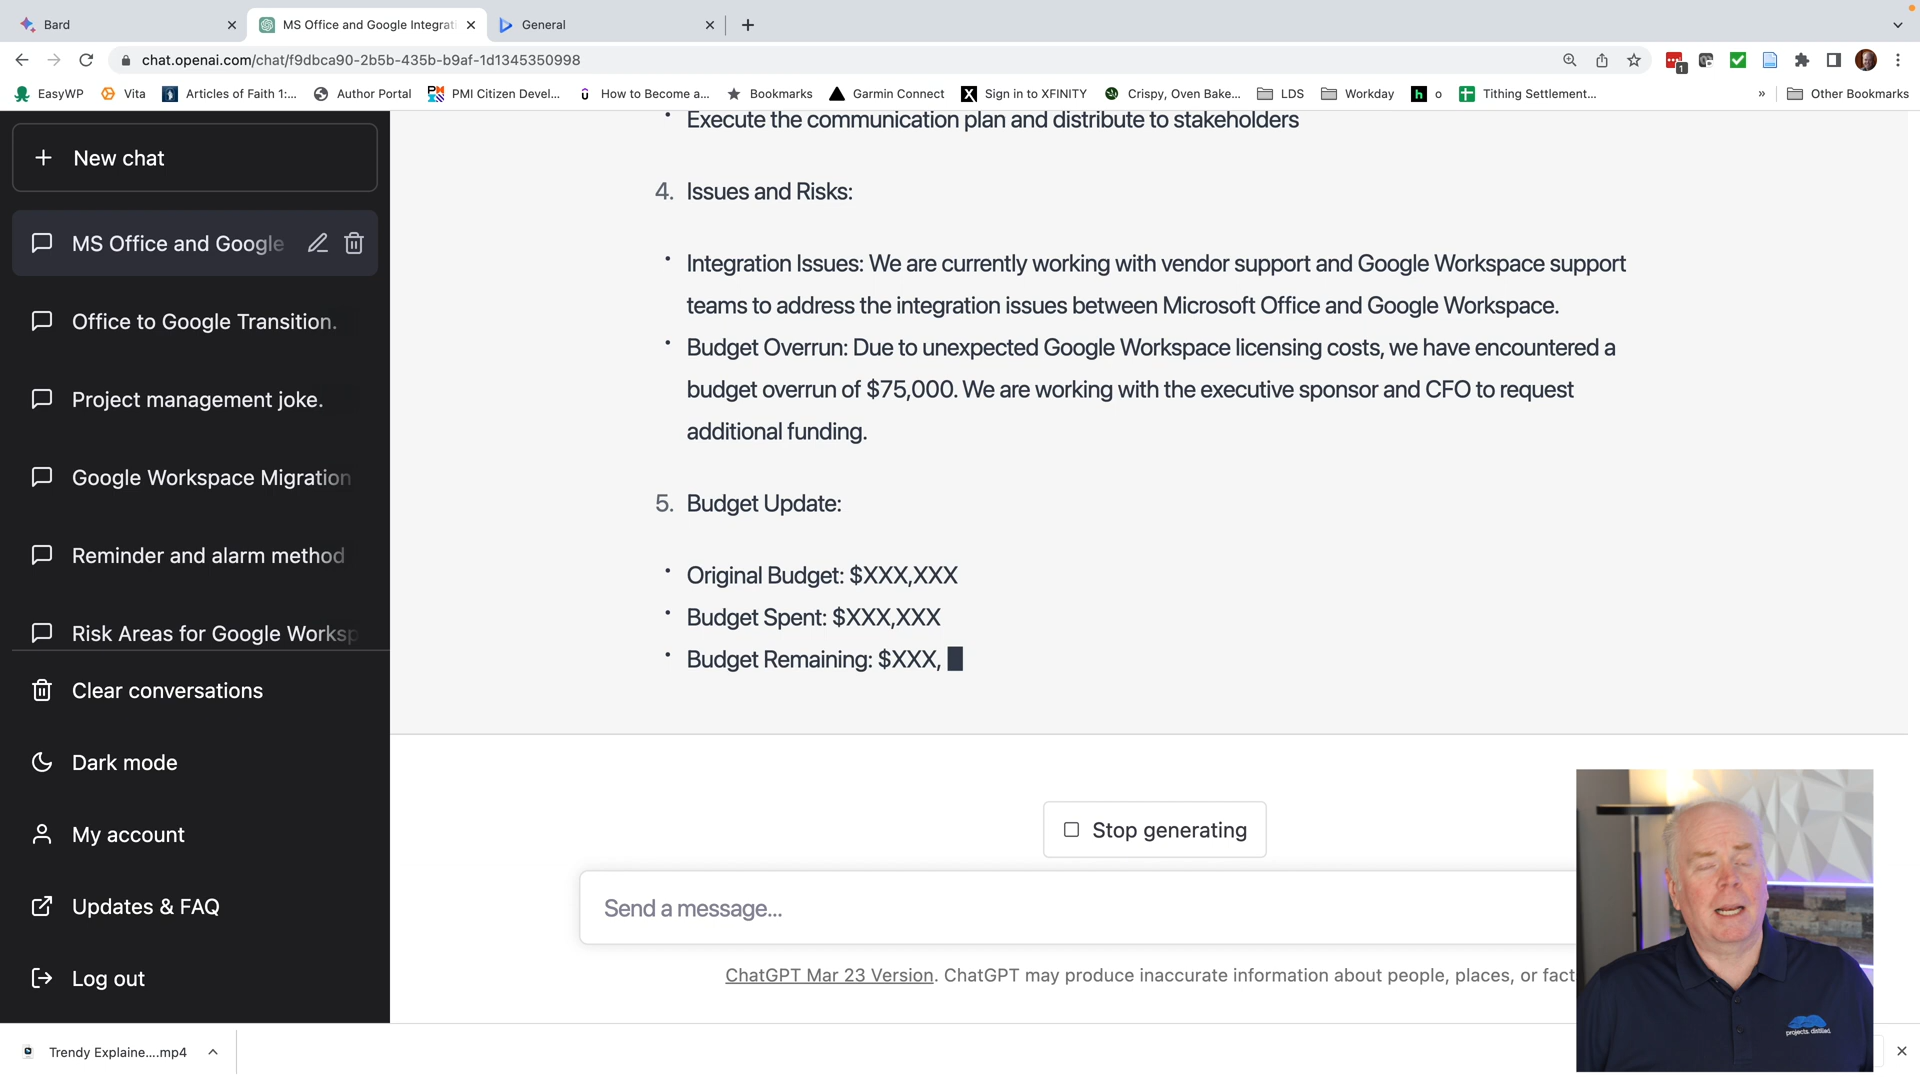 Bard
MS Office and Google Integrati
General
chat.openai.com/chat/f9dbca90-2b5b-435b-b9af-1d1345350998
1
EasyWP
Vita
Articles of Faith 1:...
Author Portal
PMI Citizen Devel...
How to Become a...
Bookmarks
Garmin Connect
Sign in to XFINITY
Crispy, Oven Bake...
LDS
Workday
h o
Tithing Settlement...
»
Other Bookmarks
New chat
MS Office and Google
Office to Google Transition.
Project management joke.
Google Workspace Migration
Reminder and alarm method
Risk Areas for Google Worksp
Clear conversations
Dark mode
My account
Updates & FAQ
Log out
• Execute the communication plan and distribute to stakeholders
4. Issues and Risks:
• Integration Issues: We are currently working with vendor support and Google Workspace support
teams to address the integration issues between Microsoft Office and Google Workspace.
• Budget Overrun: Due to unexpected Google Workspace licensing costs, we have encountered a
budget overrun of $75,000. We are working with the executive sponsor and CFO to request
additional funding.
5. Budget Update:
• Original Budget: $XXX,XXX
• Budget Spent: $XXX,XXX
• Budget Remaining: $XXX,
Stop generating
Send a message...
ChatGPT Mar 23 Version. ChatGPT may produce inaccurate information about people, places, or fact
projects. distilled.
Trendy Explaine....mp4